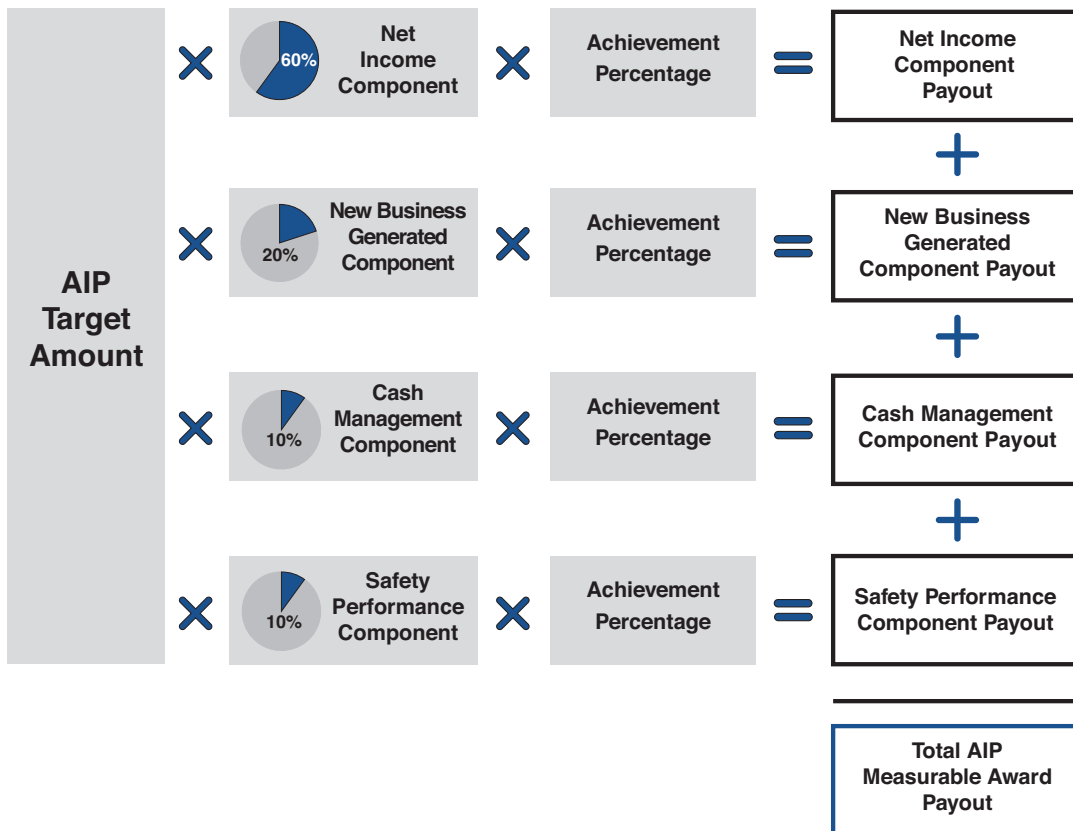 AIP
Target
Amount
60%
Net
Income
Component
Achievement
Percentage
Net Income
Component
Payout
20%
New Business
Generated
Component
Achievement
Percentage
New Business
Generated
Component Payout
10%
Cash
Management
Component
Achievement
Percentage
Cash Management
Component Payout
10%
Safety
Performance
Component
Achievement
Percentage
Safety Performance
Component Payout
Total AIP
Measurable Award
Payout